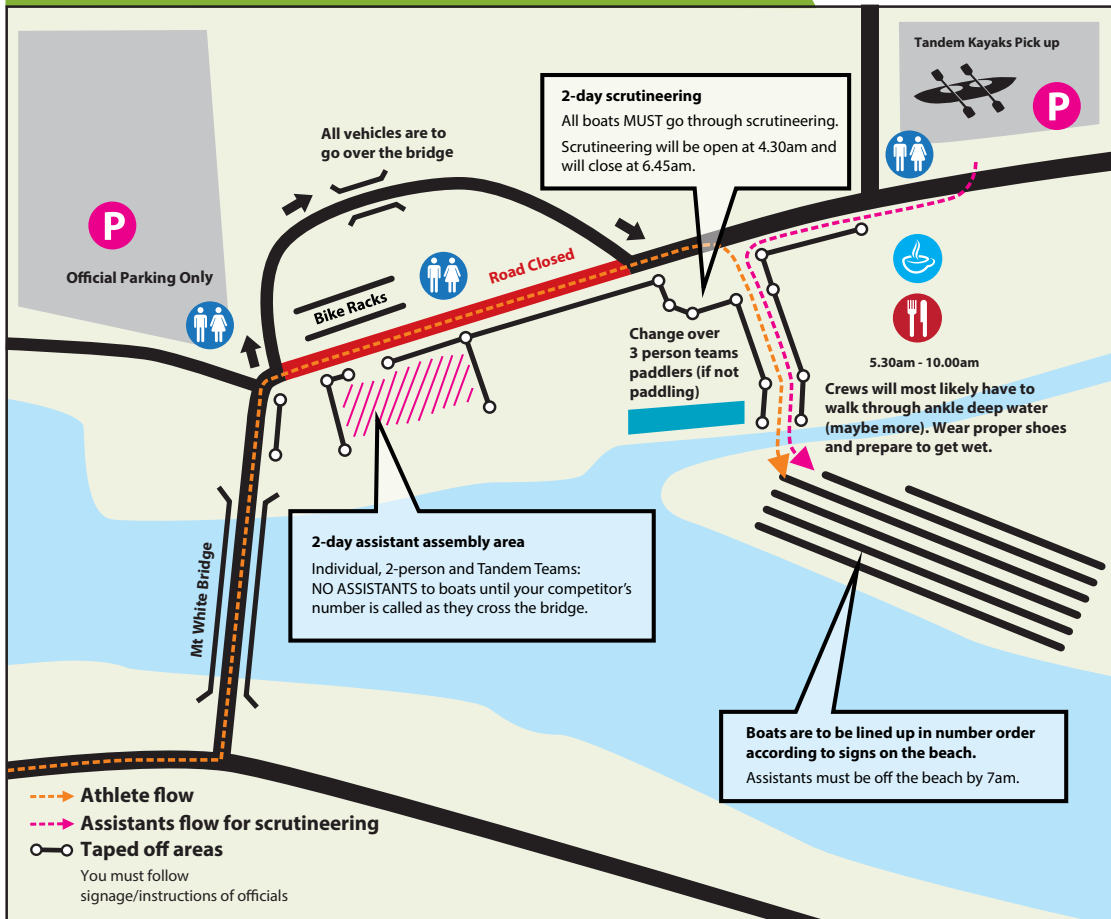 Tandem Kayaks Pick up
P
2-day scrutineering
All boats MUST go through scrutineering.
Scrutineering will be open at 4.30am and
will close at 6.45am.
All vehicles are to
go over the bridge
P
Official Parking Only
Road Closed
Bike Racks
Change over
3 person teams
paddlers (if not
paddling)
5.30am - 10.00am
Crews will most likely have to
walk through ankle deep water
(maybe more). Wear proper shoes
and prepare to get wet.
2-day assistant assembly area
Individual, 2-person and Tandem Teams:
NO ASSISTANTS to boats until your competitor’s
number is called as they cross the bridge.
Mt White Bridge
Boats are to be lined up in number order
according to signs on the beach.
Assistants must be off the beach by 7am.
Athlete flow
Assistants flow for scrutineering
Taped off areas
You must follow
signage/instructions of officials